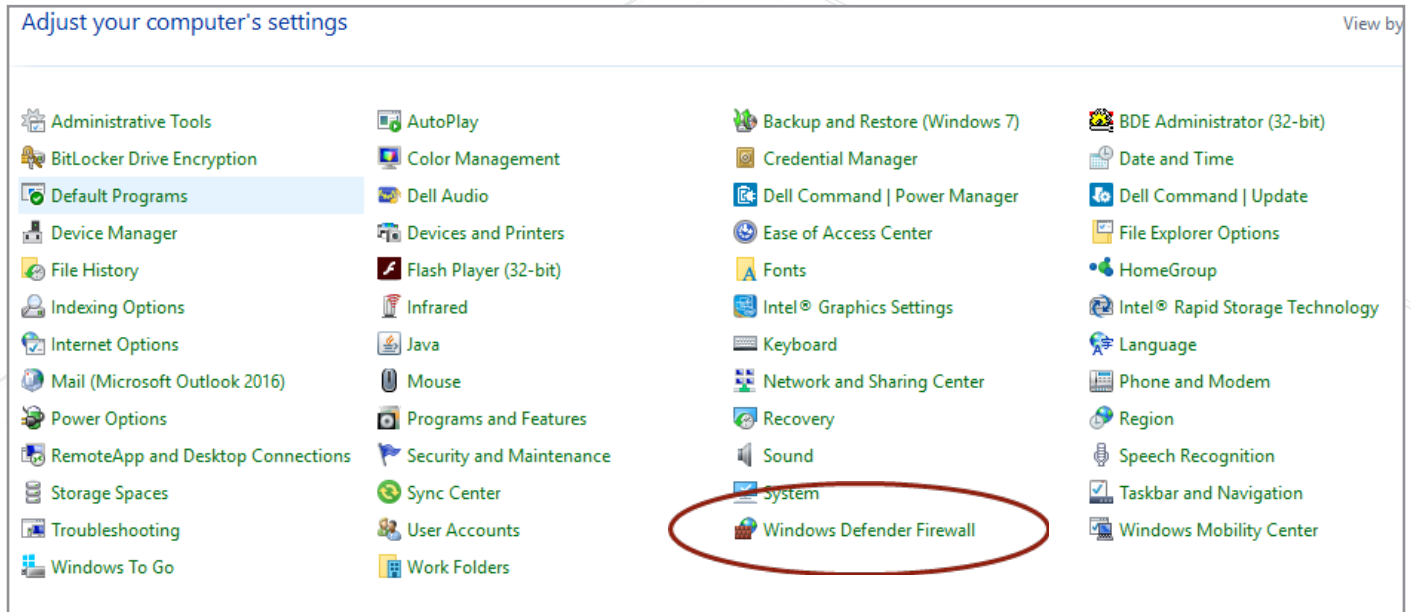 Adjust your computer's settings
View by
Administrative Tools
AutoPlay
Backup and Restore (Windows 7)
BDE Administrator (32-bit)
BitLocker Drive Encryption
Color Management
Credential Manager
Date and Time
Default Programs
Dell Audio
Dell Command | Power Manager
Dell Command | Update
Device Manager
Devices and Printers
Ease of Access Center
File Explorer Options
File History
Flash Player (32-bit)
Fonts
HomeGroup
Indexing Options
Infrared
Intel® Graphics Settings
Intel® Rapid Storage Technology
Internet Options
Java
Keyboard
Language
Mail (Microsoft Outlook 2016)
Mouse
Network and Sharing Center
Phone and Modem
Power Options
Programs and Features
Recovery
Region
RemoteApp and Desktop Connections
Security and Maintenance
Sound
Speech Recognition
Storage Spaces
Sync Center
System
Taskbar and Navigation
Troubleshooting
User Accounts
Windows Defender Firewall
Windows Mobility Center
Windows To Go
Work Folders